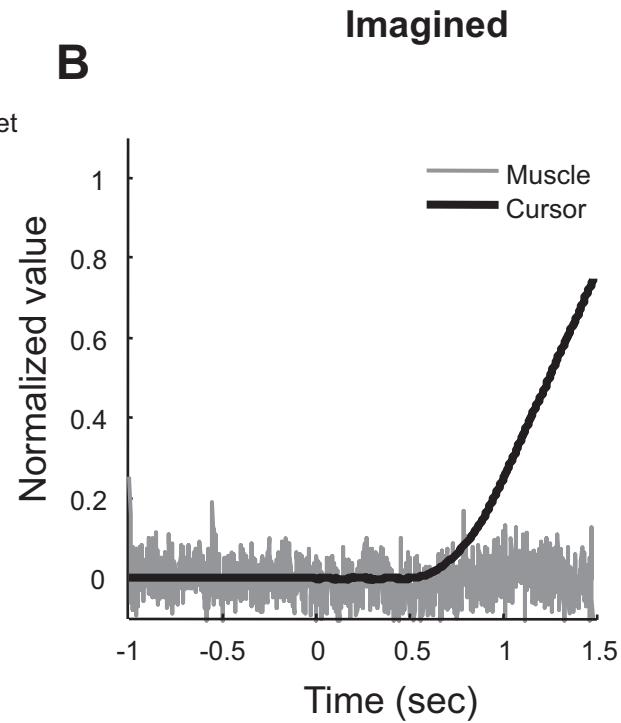 Imagined
B
et
Muscle
Cursor
Normalized value
1
0.8
0.6
0.4
0.2
0
-1 -0.5 0 0.5 1 1.5
Time (sec)